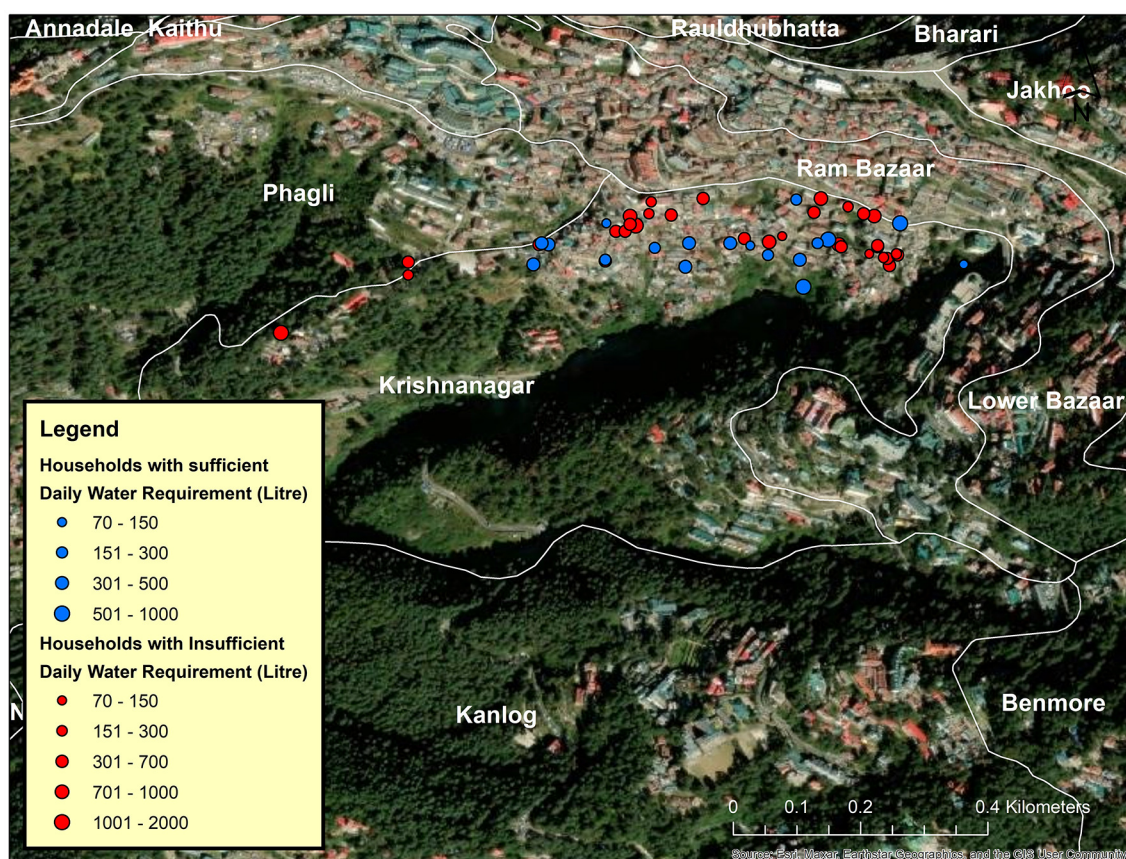 Annadale Kaithu
Rauldhubhatta
Bharari
Jakhoo
N
Ram Bazaar
Phagli
Krishnanagar
Lower Bazaar
Legend
Households with sufficient
Daily Water Requirement (Litre)
70 - 150
151 - 300
301 - 500
501 - 1000
Households with Insufficient
Daily Water Requirement (Litre)
70 - 150
151 - 300
301 - 700
701 - 1000
1001 - 2000
N
Kanlog
Benmore
0 0.1 0.2 0.4 Kilometers
Source: Esri, Maxar, Earthstar Geographics, and the GIS User Community